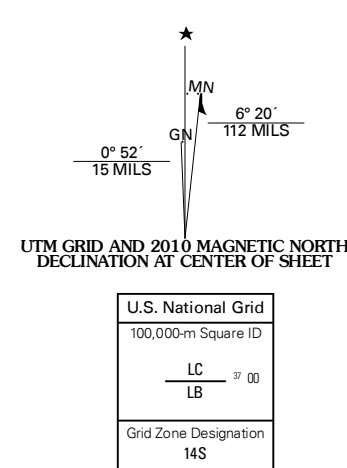 ★
MN
6° 20´
112 MILS
GN
0° 52´
15 MILS
UTM GRID AND 2010 MAGNETIC NORTH
DECLINATION AT CENTER OF SHEET
U.S. National Grid
100,000-m Square ID
LC
37 00
LB
Grid Zone Designation
14S